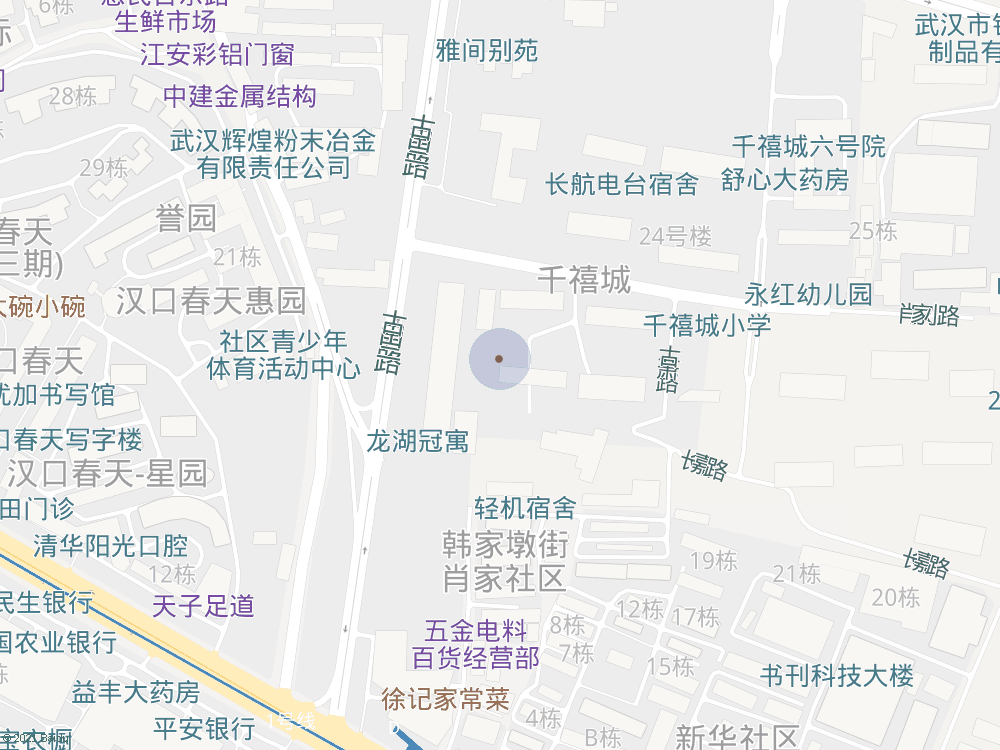 6栋
生鲜市场
江安彩铝门窗
雅间别苑
制品有
28栋
中建金属结构
武汉辉煌粉末冶金
有限责任公司
古田四路
千禧城六号院
29栋
长航电台宿舍
舒心大药房
誉园
春天
三期)
21栋
24号楼
25栋
千禧城
大碗小碗
汉口春天惠园
永红幼儿园
肖家川路
社区青少年
体育活动中心
古田四路
千禧城小学
口春天
优加书写馆
2
口春天写字楼
龙湖冠寓
汉口春天-星园
长荛路
田门诊
轻机宿舍
清华阳光口腔
韩家墩街
肖家社区
12栋
19栋
21栋
民生银行
天子足道
12栋
17栋
20栋
国农业银行
五金电料
百货经营部
8栋
7栋
15栋
益丰大药房
徐记家常菜
书刊科技大楼
平安银行
1号线
4栋
B栋
新华社区